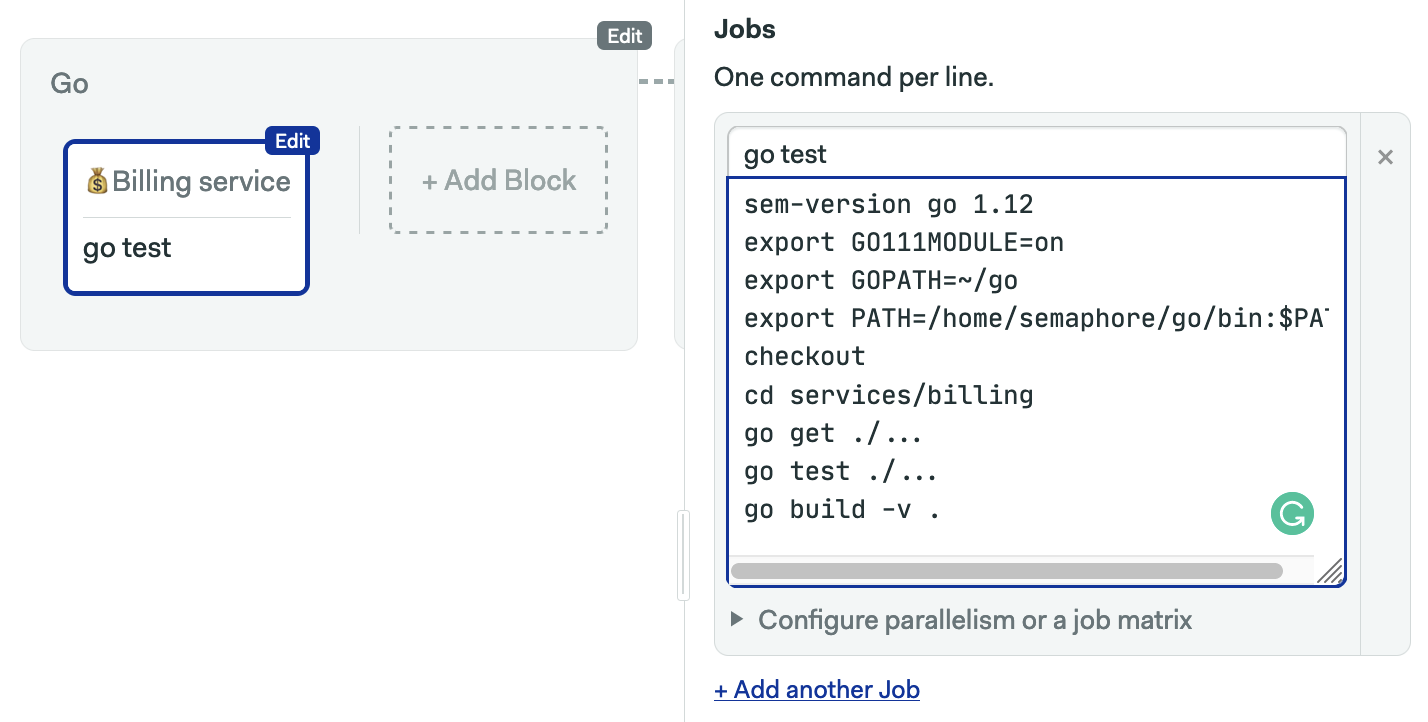 Edit
Go
Edit
💰Billing service
go test
+ Add Block
Jobs
One command per line.
go test
sem-version go 1.12
export GO111MODULE=on
export GOPATH=~/go
export PATH=/home/semaphore/go/bin:$PAT
checkout
cd services/billing
go get ./...
go test ./...
go build -v .
Configure parallelism or a job matrix
+ Add another Job